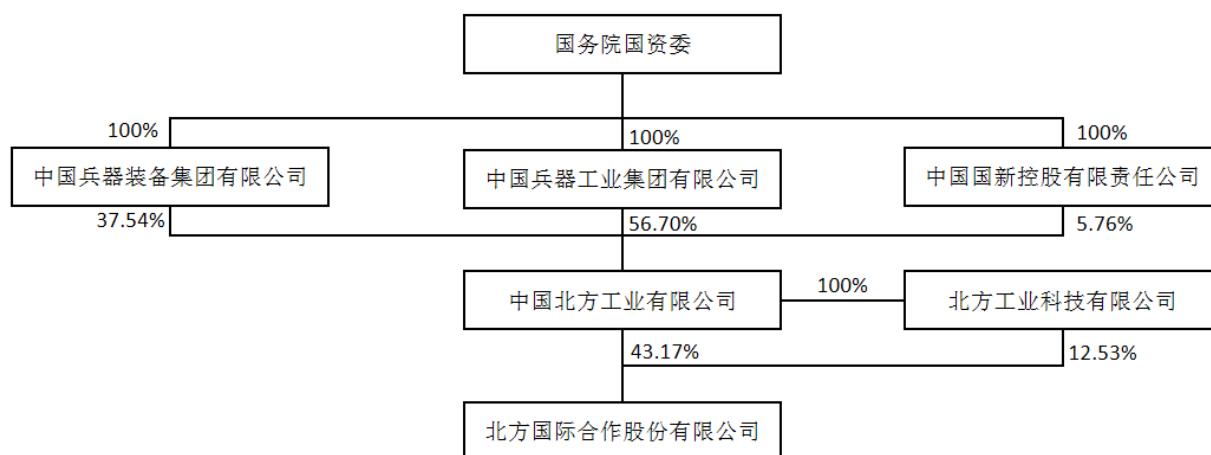 国务院国资委
100%
100%
100%
中国兵器装备集团有限公司
中国兵器工业集团有限公司
中国国新控股有限责任公司
37.54%
56.70%
5.76%
中国北方工业有限公司
100%
北方工业科技有限公司
43.17%
12.53%
北方国际合作股份有限公司